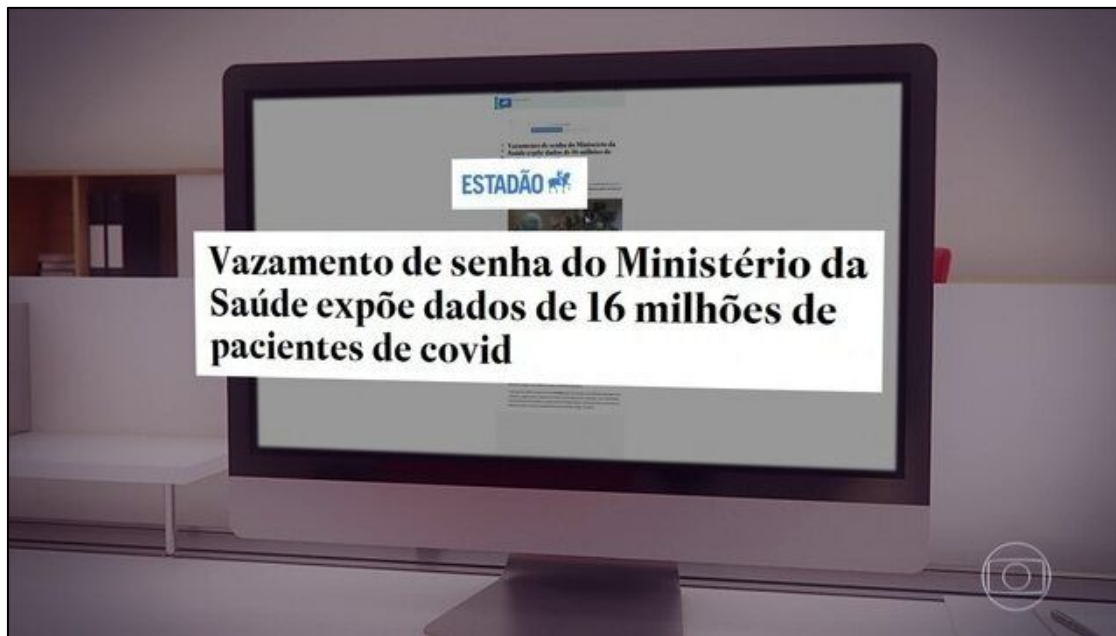 ESTADÃO
Vazamento de senha do Ministério da
Saúde expõe dados de 16 milhões de
pacientes de covid